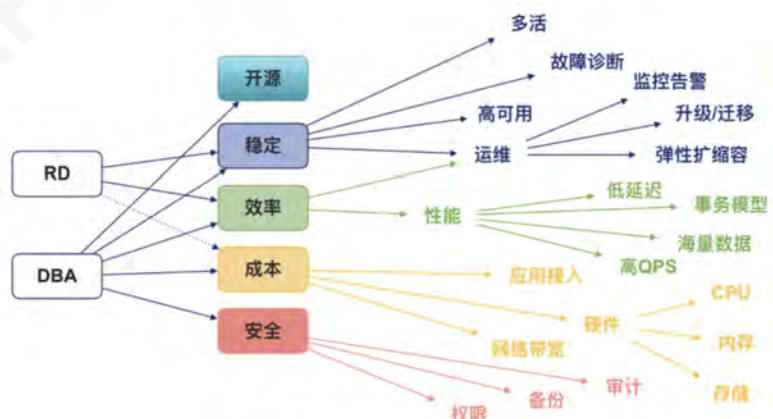 多活
故障诊断
开源
监控告警
高可用
升级/迁移
稳定
运维
弹性扩缩容
RD
低延迟
效率
事务模型
性能
海量数据
高QPS
DBA
成本
应用接入
CPU
硬件
安全
网络带宽
内存
审计
备份
存储
权限